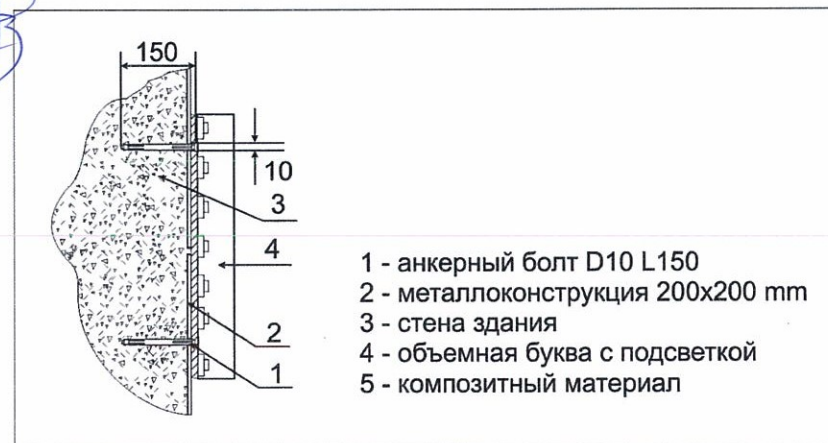 150
10
3
4
2
1
1 - анкерный болт D10 L150
2 - металлоконструкция 200х200 mm
3 - стена здания
4 - объемная буква с подсветкой
5 - композитный материал